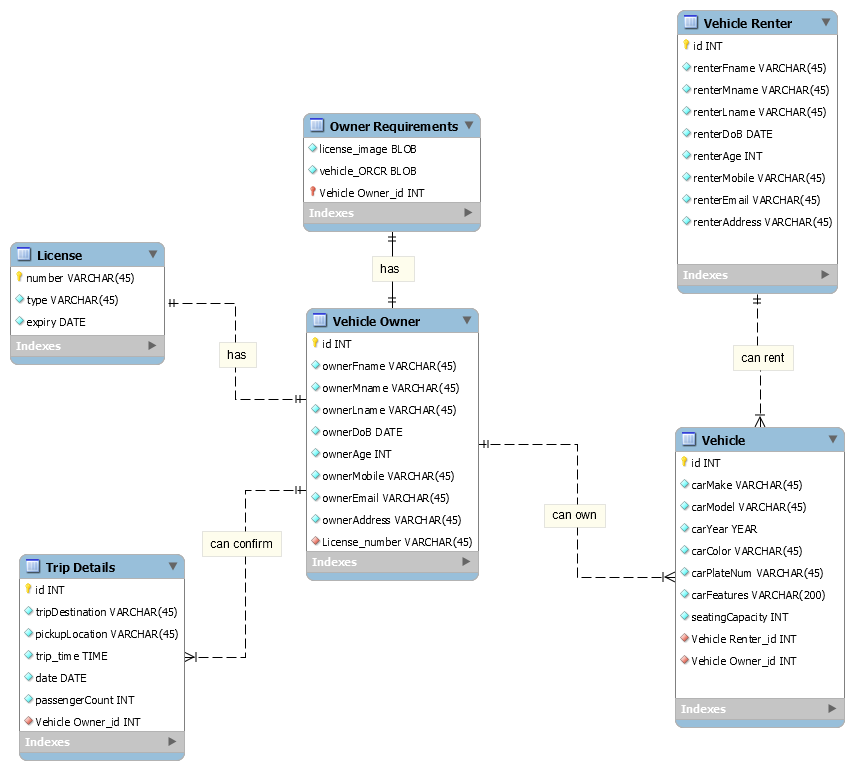 Vehicle Renter
id INT
renterFname VARCHAR(45)
renterMname VARCHAR(45)
renterLname VARCHAR(45)
renterDoB DATE
renterAge INT
renterMobile VARCHAR(45)
renterEmail VARCHAR(45)
renterAddress VARCHAR(45)
Indexes
Owner Requirements
license_image BLOB
vehicle_ORCR BLOB
Vehicle Owner_id INT
Indexes
has
License
number VARCHAR(45)
type VARCHAR(45)
expiry DATE
Indexes
has
Vehicle Owner
id INT
ownerFname VARCHAR(45)
ownerMname VARCHAR(45)
ownerLname VARCHAR(45)
ownerDoB DATE
ownerAge INT
ownerMobile VARCHAR(45)
ownerEmail VARCHAR(45)
ownerAddress VARCHAR(45)
License_number VARCHAR(45)
Indexes
can rent
Vehicle
id INT
carMake VARCHAR(45)
carModel VARCHAR(45)
carYear YEAR
carColor VARCHAR(45)
carPlateNum VARCHAR(45)
carFeatures VARCHAR(200)
seatingCapacity INT
Vehicle Renter_id INT
Vehicle Owner_id INT
Indexes
can own
can confirm
Trip Details
id INT
tripDestination VARCHAR(45)
pickupLocation VARCHAR(45)
trip_time TIME
date DATE
passengerCount INT
Vehicle Owner_id INT
Indexes